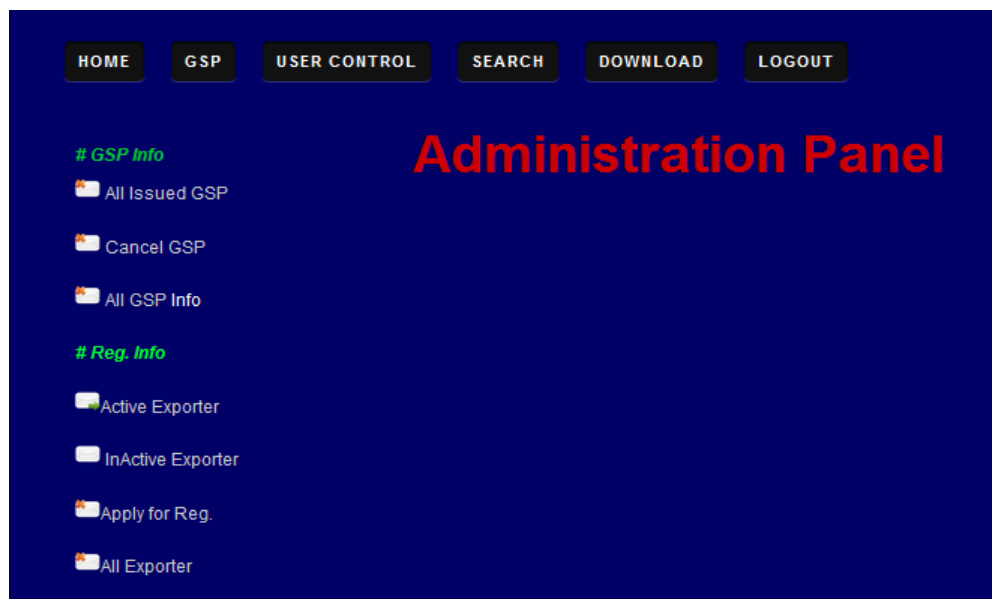 HOME GSP USER CONTROL SEARCH DOWNLOAD LOGOUT
Administration Panel
# GSP Info
All Issued GSP
Cancel GSP
All GSP Info
# Reg. Info
Active Exporter
InActive Exporter
Apply for Reg.
All Exporter